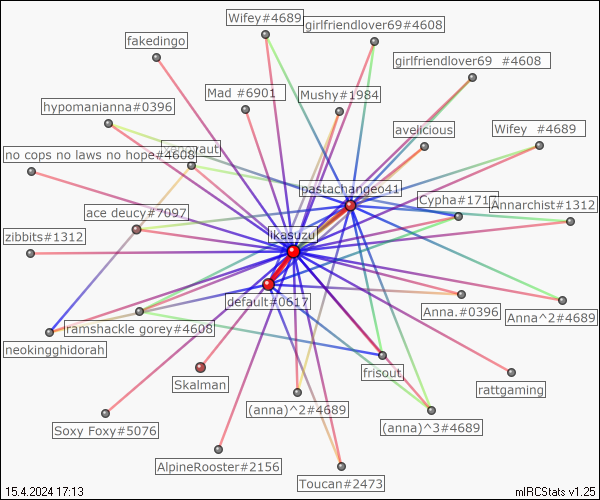 Wifey#4689
girlfriendlover69#4608
fakedingo
girlfriendlover69 #4608
Mad #6901
Mushy#1984
hypomanianna#0396
avelicious
Wifey #4689
no cops no laws no hope#4608
pastachangeo41
Cypha#171
Annarchist#1312
ace deucy#7097
zibbits#1312
ikasuzu
default#0617
Anna.#0396
Anna^2#4689
ramshackle gorey#4608
neokingghidorah
frisout
Skalman
rattgaming
(anna)^2#4689
(anna)^3#4689
Soxy Foxy#5076
AlpineRooster#2156
Toucan#2473
15.4.2024 17:13
mIRCStats v1.25